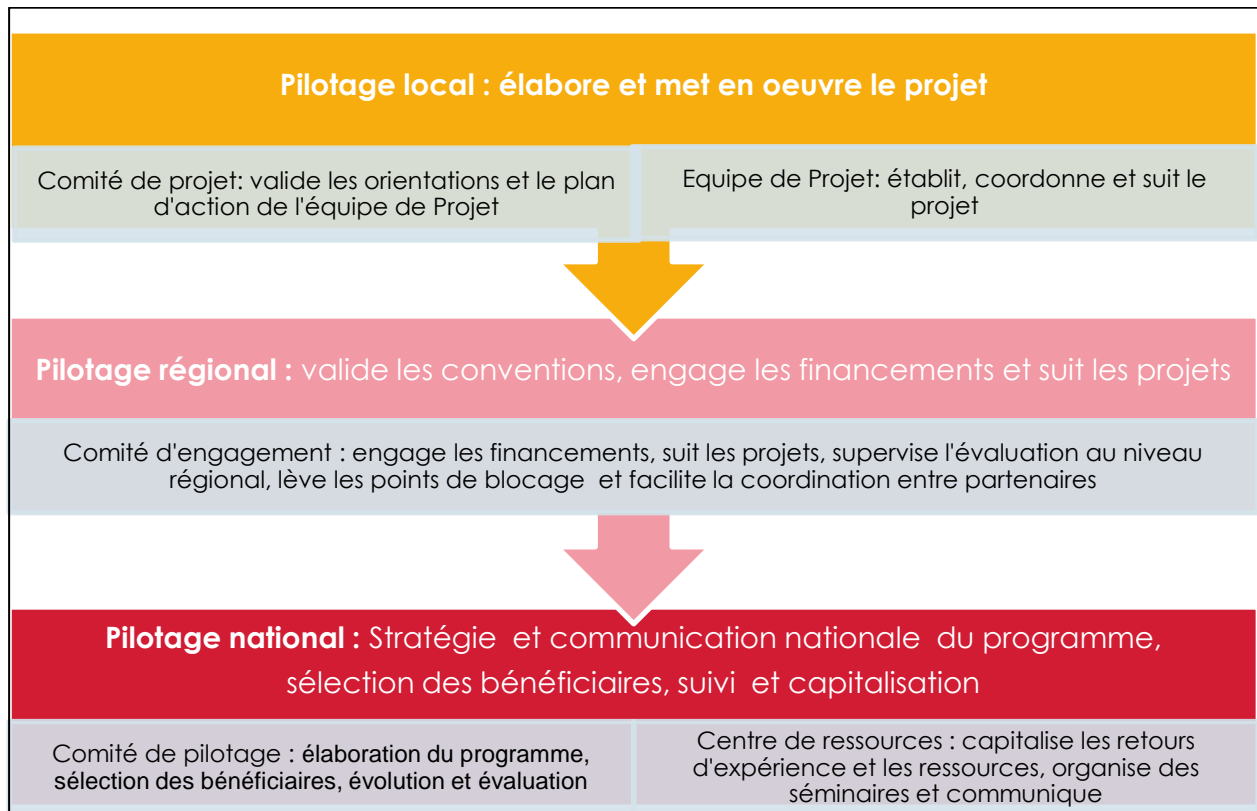 Pilotage local : élabore et met en oeuvre le projet
Comité de projet: valide les orientations et le plan
d'action de l'équipe de Projet
Equipe de Projet: établit, coordonne et suit le
projet
Pilotage régional : valide les conventions, engage les financements et suit les projets
Comité d'engagement : engage les financements, suit les projets, supervise l'évaluation au niveau
régional, lève les points de blocage et facilite la coordination entre partenaires
Pilotage national : Stratégie et communication nationale du programme,
sélection des bénéficiaires, suivi et capitalisation
Comité de pilotage : élaboration du programme,
sélection des bénéficiaires, évolution et évaluation
Centre de ressources : capitalise les retours
d'expérience et les ressources, organise des
séminaires et communique